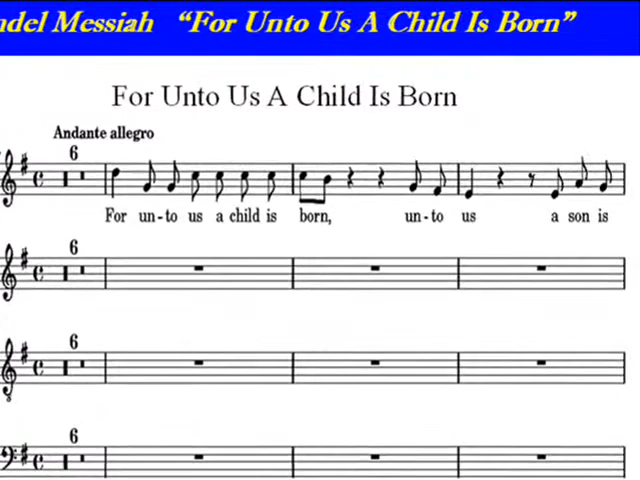 ndel Messiah “For Unto Us A Child Is Born”
For Unto Us A Child Is Born
Andante allegro
6
For un-to us a child is born, un-to us a son is
6
6
6